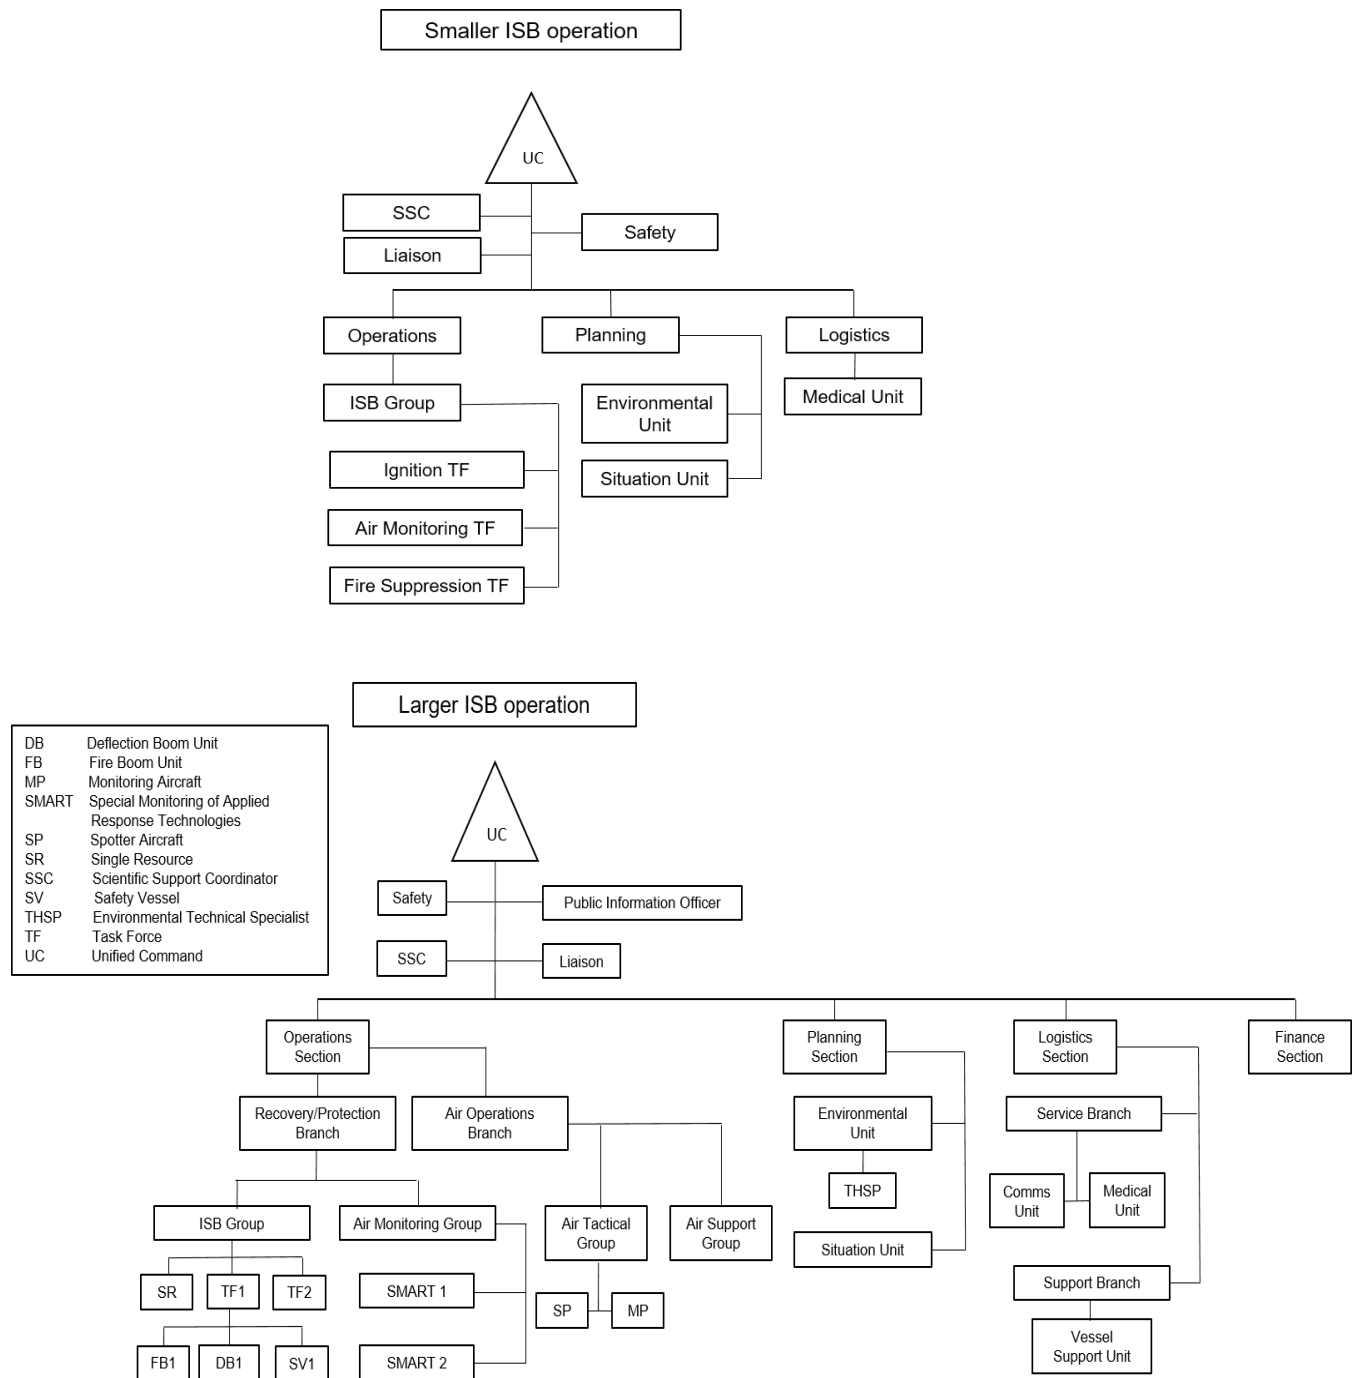 Smaller ISB operation
UC
SSC
Liaison
Safety
Operations
Planning
Logistics
ISB Group
Environmental
Unit
Medical Unit
Ignition TF
Situation Unit
Air Monitoring TF
Fire Suppression TF
Larger ISB operation
DB Deflection Boom Unit
FB Fire Boom Unit
MP Monitoring Aircraft
SMART Special Monitoring of Applied
Response Technologies
SP Spotter Aircraft
SR Single Resource
SSC Scientific Support Coordinator
SV Safety Vessel
THSP Environmental Technical Specialist
TF Task Force
UC Unified Command
UC
Safety
Public Information Officer
SSC
Liaison
Operations
Section
Planning
Section
Logistics
Section
Finance
Section
Recovery/Protection
Branch
Air Operations
Branch
Environmental
Unit
Service Branch
THSP
Comms
Unit
Medical
Unit
ISB Group
Air Monitoring Group
Air Tactical
Group
Air Support
Group
Situation Unit
Support Branch
SR
TF1
TF2
SMART 1
SP
MP
Vessel
Support Unit
FB1
DB1
SV1
SMART 2